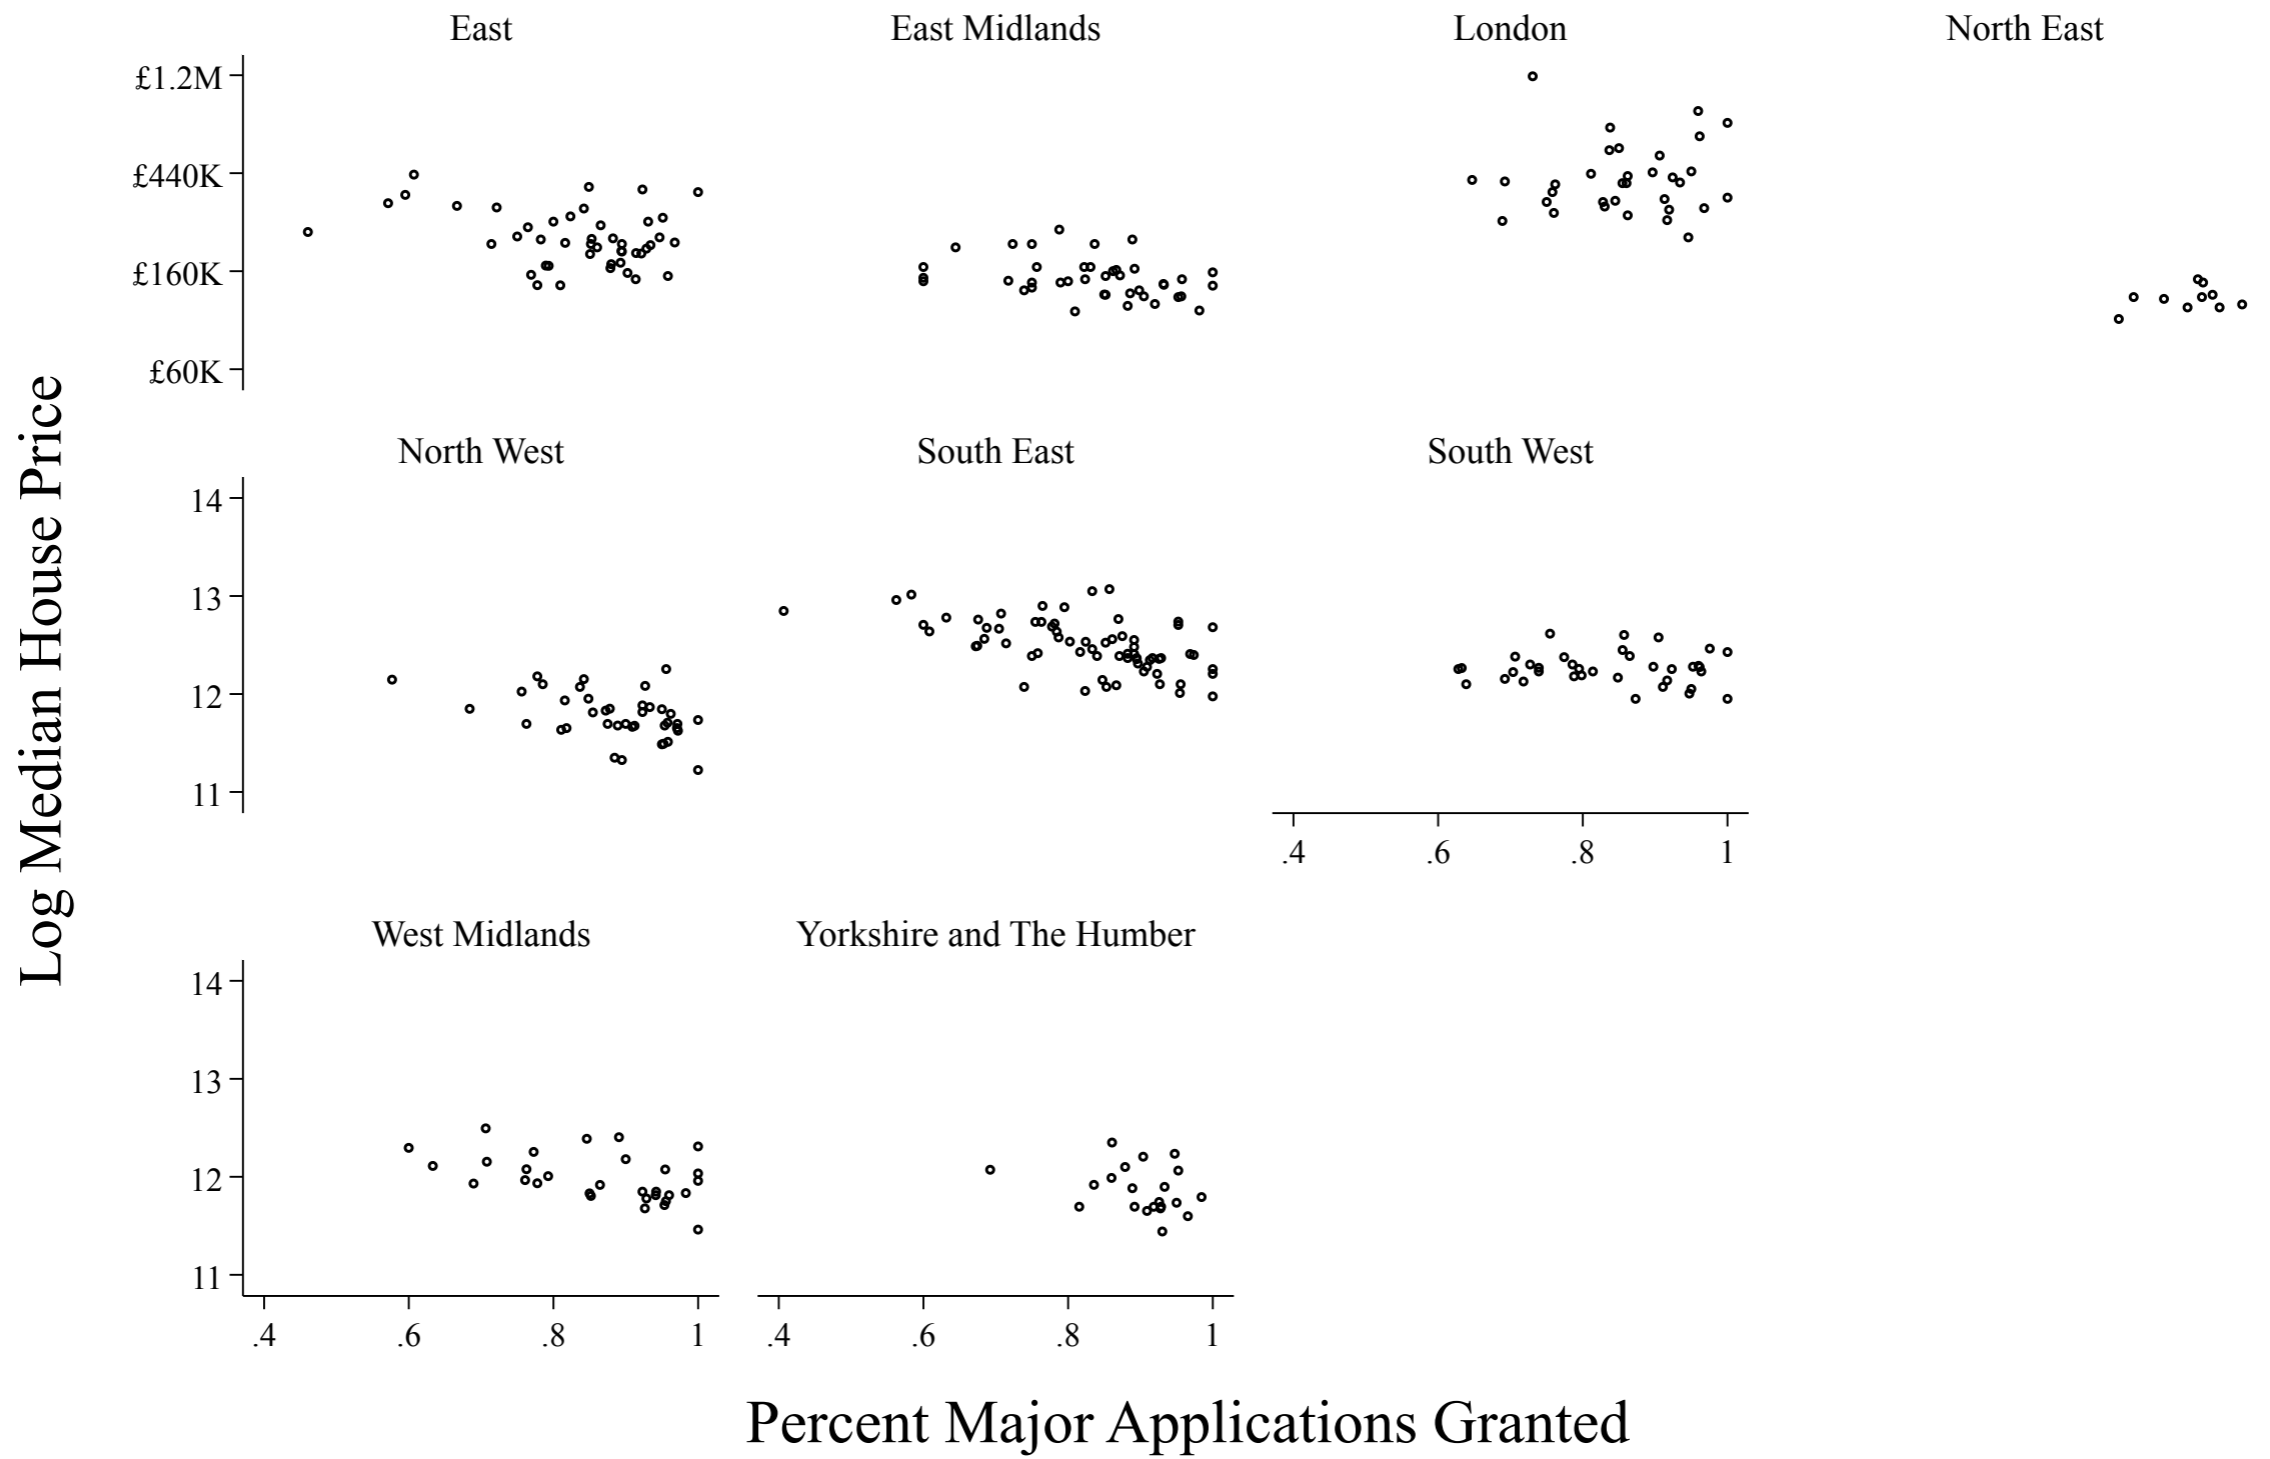 East East Midlands London North East
£1.2M
£440K
£160K
£60K
Log Median House Price
North West South East South West
14
13
12
11
.4 .6 .8 1
West Midlands Yorkshire and The Humber
14
13
12
11
.4 .6 .8 1 .4 .6 .8 1
Percent Major Applications Granted